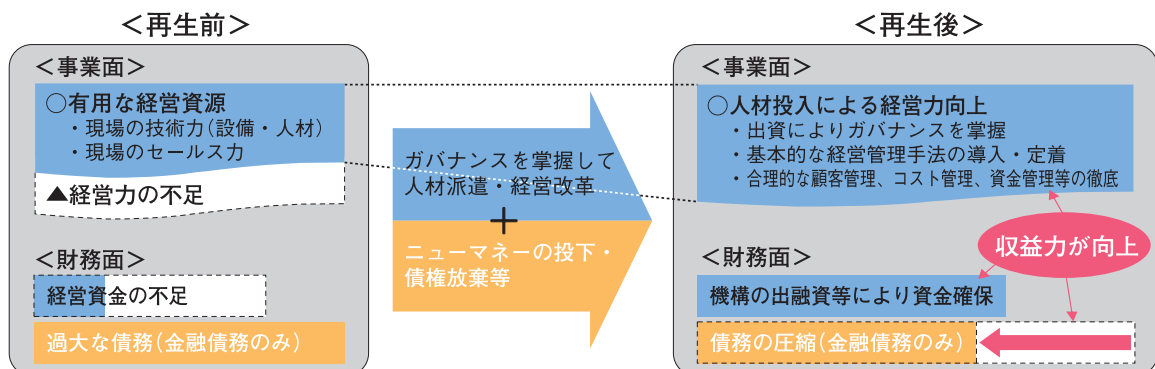 ＜再生前＞
＜事業面＞
○有用な経営資源
・現場の技術力（設備・人材）
・現場のセールス力
▲経営力の不足
＜財務面＞
経営資金の不足
過大な債務（金融債務のみ）
ガバナンスを掌握して
人材派遣・経営改革
＋
ニューマネーの投下・
債権放棄等
＜再生後＞
＜事業面＞
○人材投入による経営力向上
・出資によりガバナンスを掌握
・基本的な経営管理手法の導入・定着
・合理的な顧客管理、コスト管理、資金管理等の徹底
収益力が向上
＜財務面＞
機構の出融資等により資金確保
債務の圧縮（金融債務のみ）